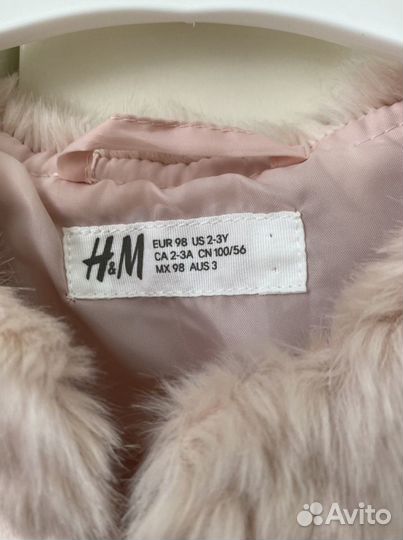 H&M
EUR 98 US 2-3Y
CA 2-3A CN 100/56
MX 98 AUS 3
Avito